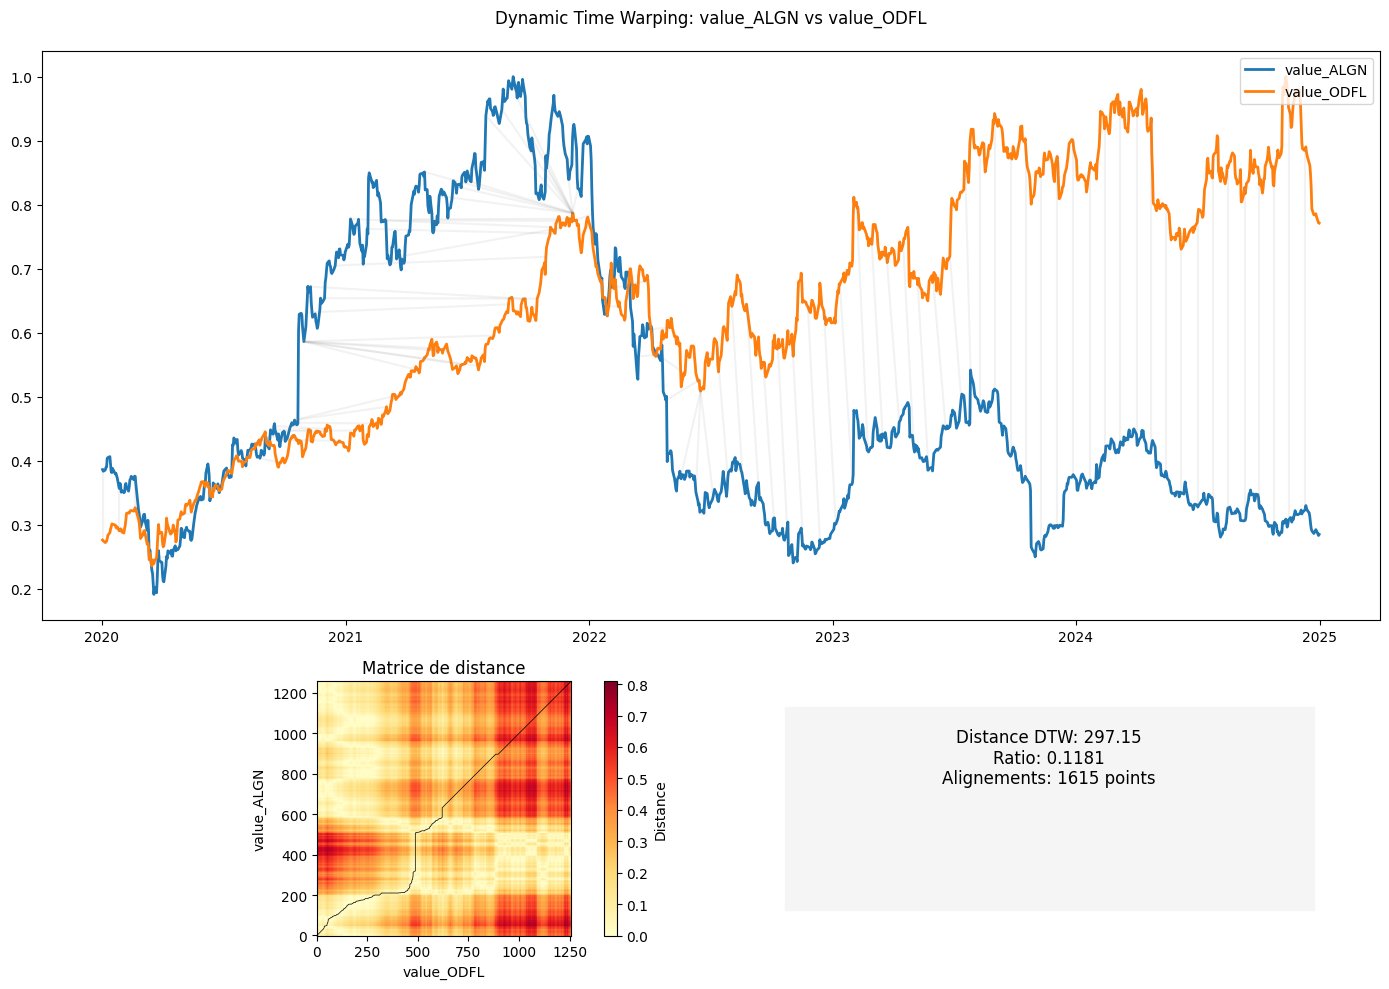 Dynamic Time Warping: value_ALGN vs value_ODFL
1.0
0.9
0.8
0.7
0.6
0.5
0.4
0.3
0.2
value_ALGN
value_ODFL
2020 2021 2022 2023 2024 2025
Matrice de distance
1200
1000
800
600
400
200
0
value_ALGN
0 250 500 750 1000 1250
value_ODFL
0.8
0.7
0.6
0.5
0.4
0.3
0.2
0.1
0.0
Distance
Distance DTW: 297.15
Ratio: 0.1181
Alignements: 1615 points